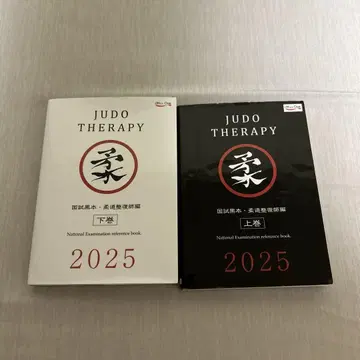 JUDO
THERAPY
柔
国試黒本・柔道整復師編
下巻
National Examination reference book.
2025
JUDO
THERAPY
柔
国試黒本・柔道整復師編
上巻
National Examination reference book.
2025